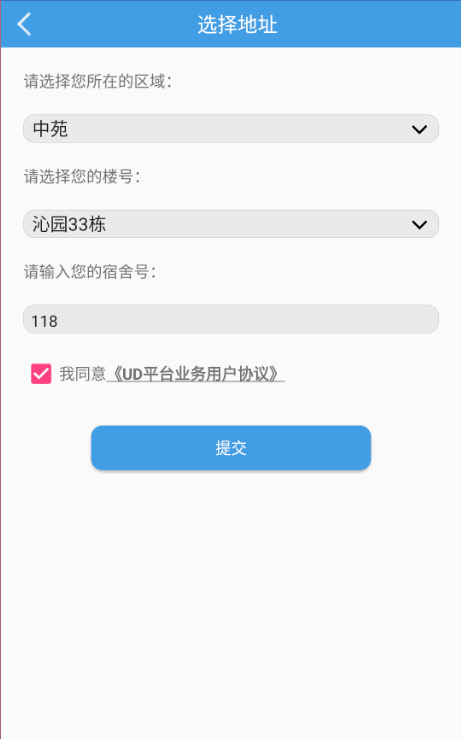 选择地址
请选择您所在的区域：
中苑
请选择您的楼号：
沁园33栋
请输入您的宿舍号：
118
我同意《UD平台业务用户协议》
提交